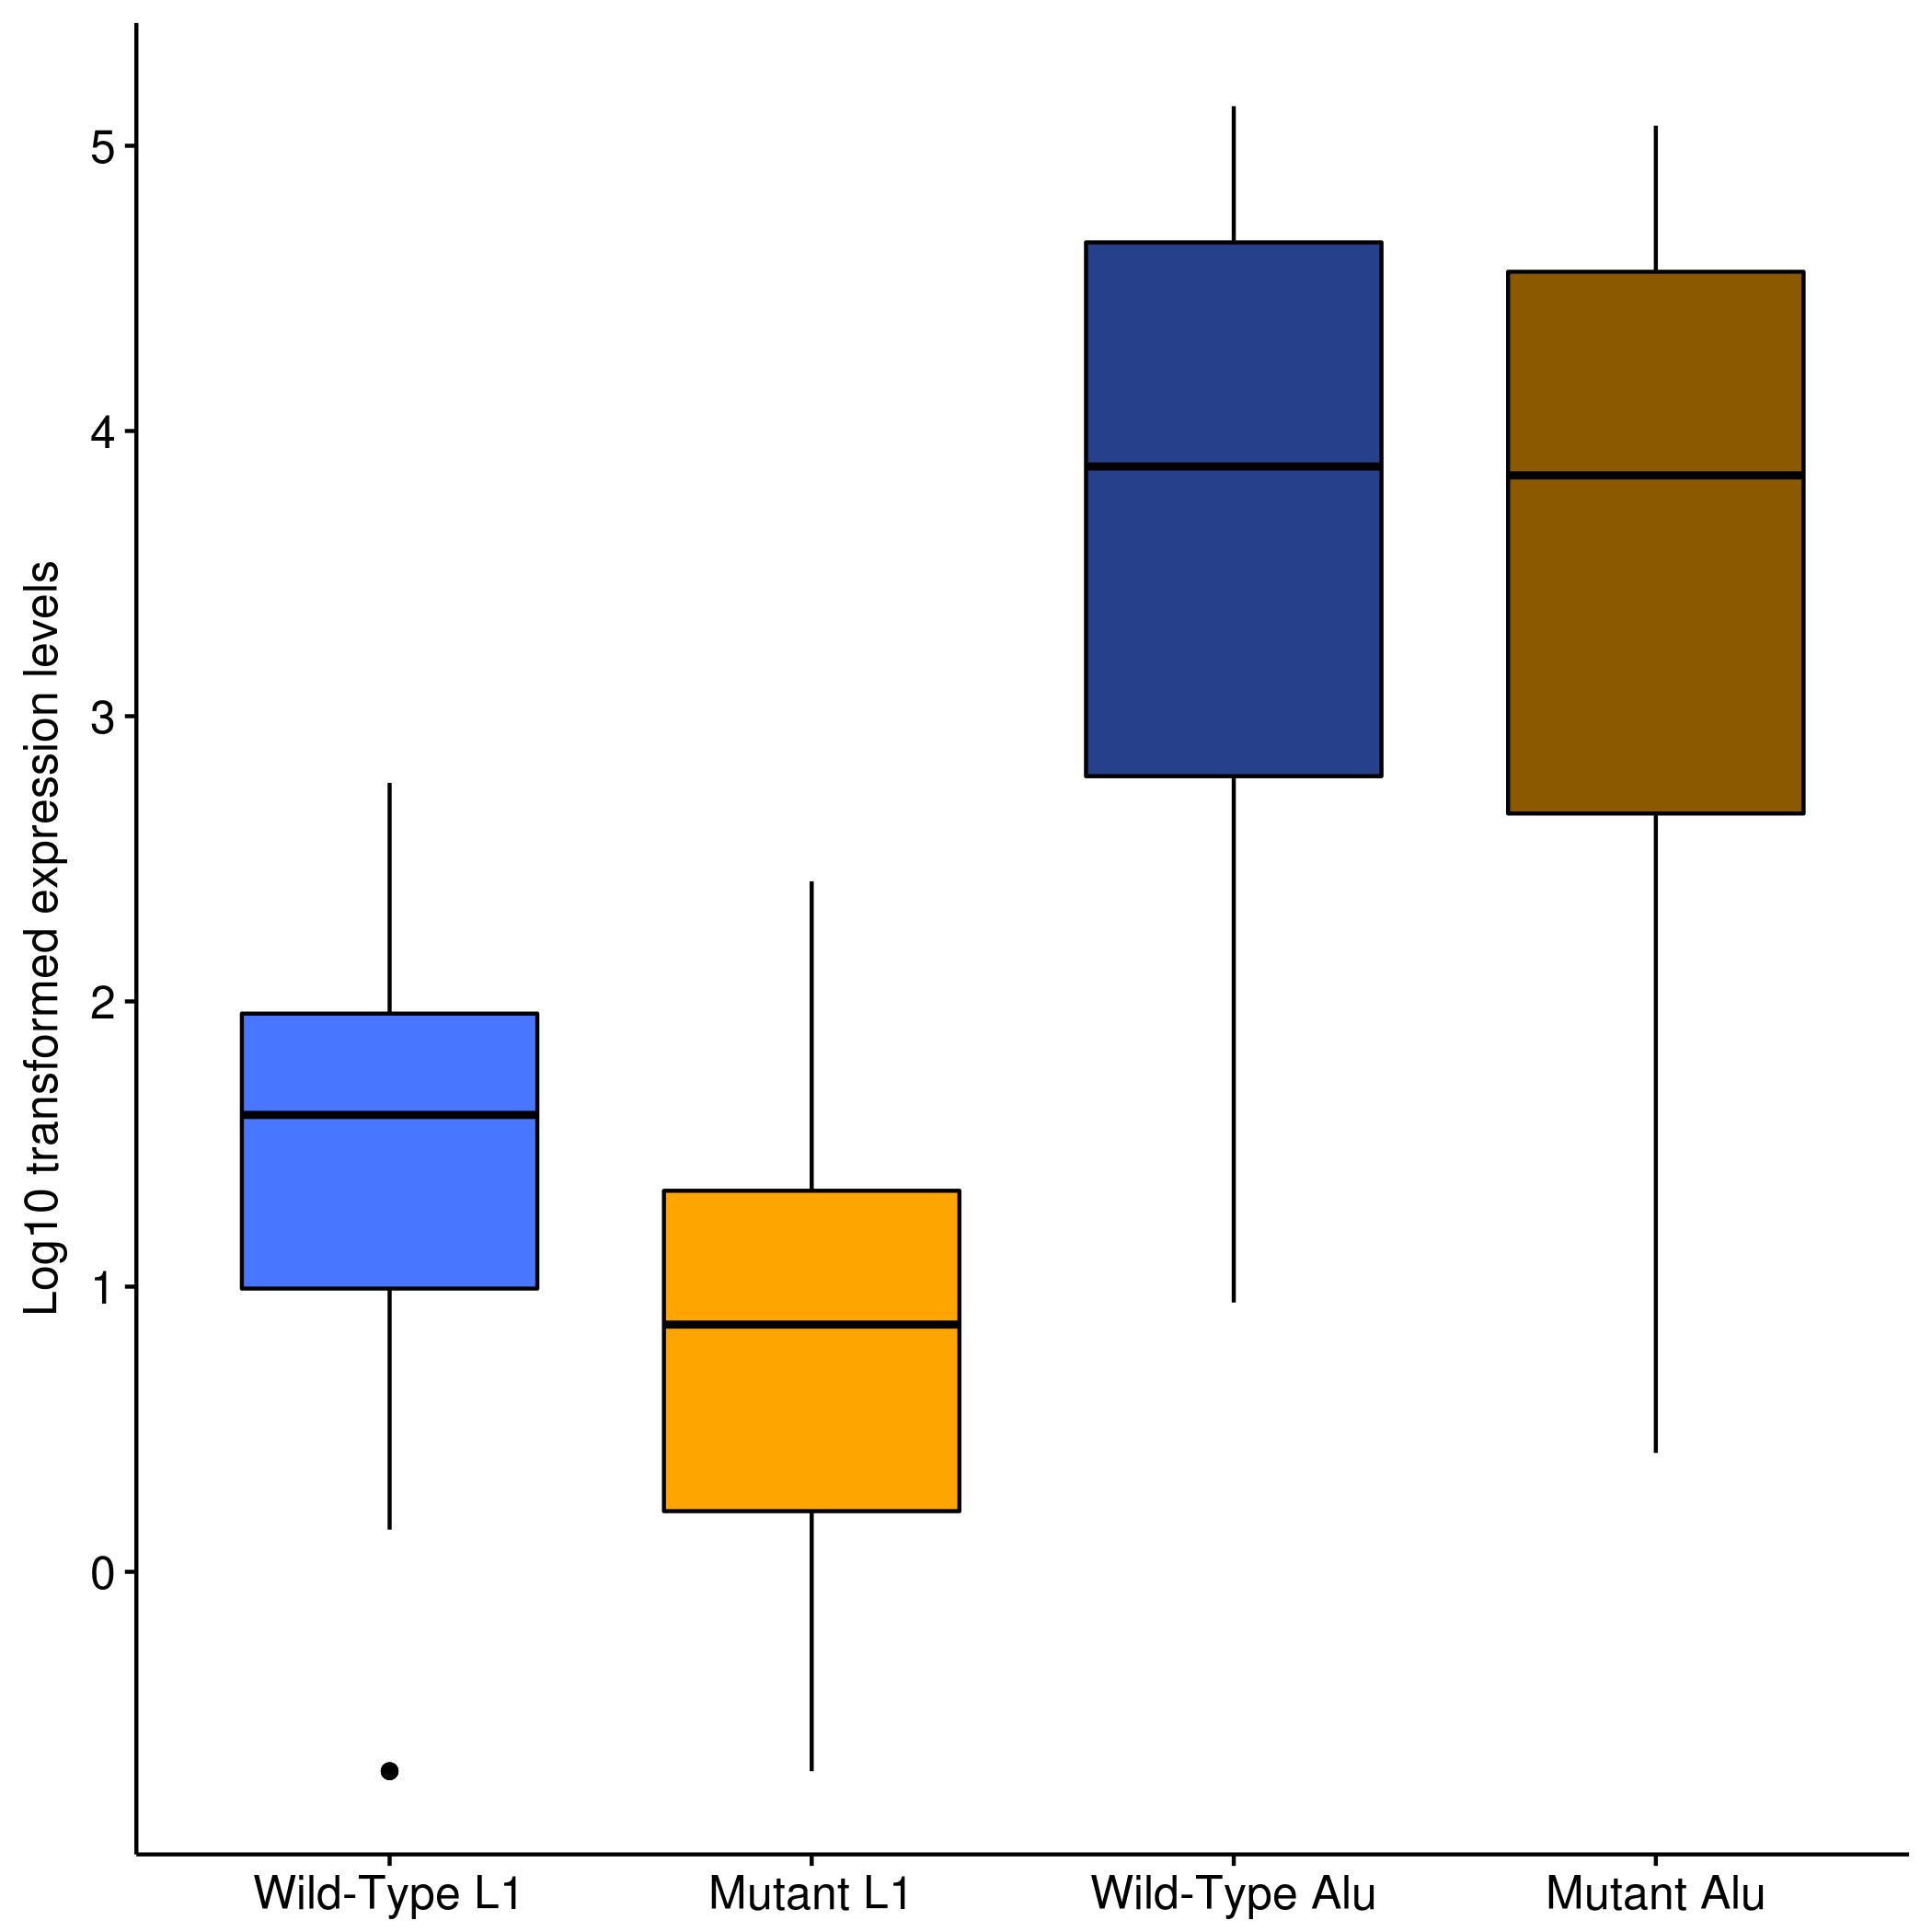 Log10 transformed expression levels
5
4
3
2
1
0
Wild-Type L1
Mutant L1
Wild-Type Alu
Mutant Alu